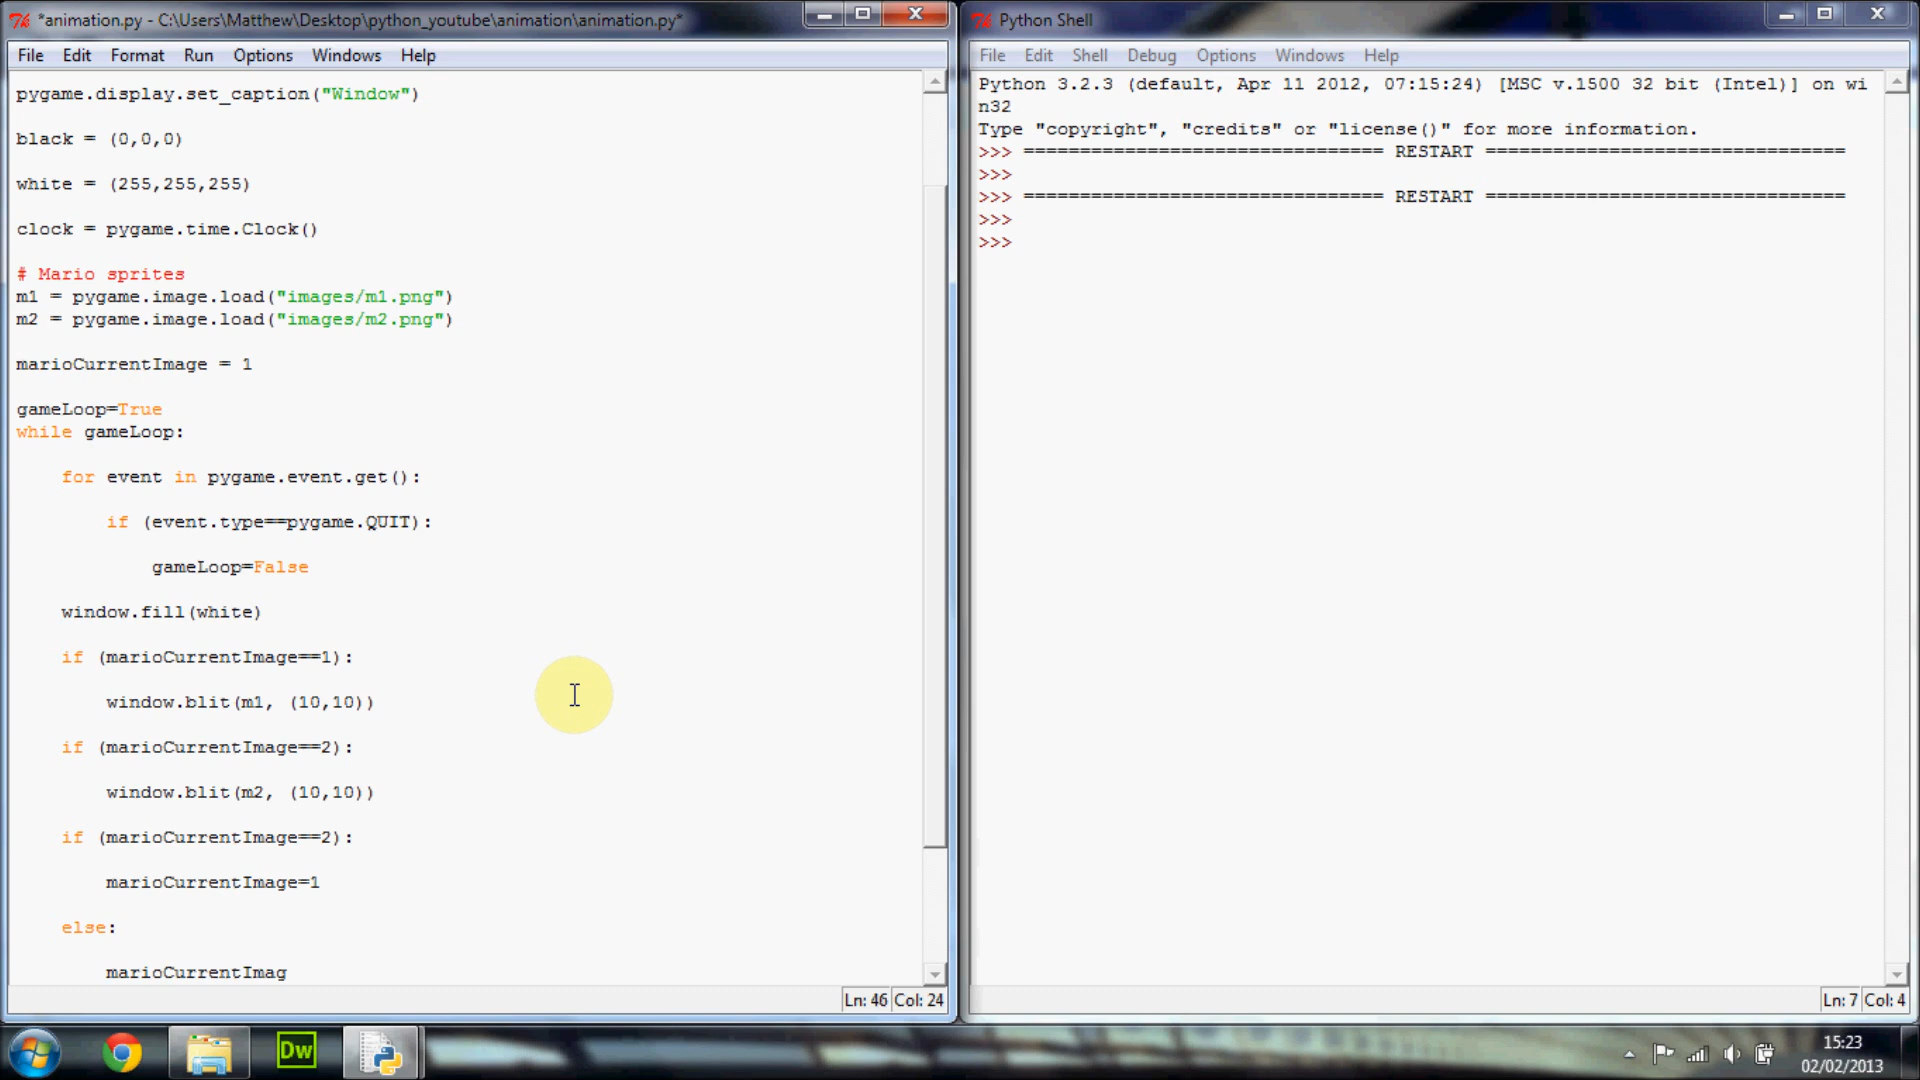 *animation.py - C:\Users\Matthew\Desktop\python_youtube\animation\animation.py*
File Edit Format Run Options Windows Help
pygame.display.set_caption("Window")
black = (0,0,0)
white = (255,255,255)
clock = pygame.time.Clock()
# Mario sprites
m1 = pygame.image.load("images/m1.png")
m2 = pygame.image.load("images/m2.png")
marioCurrentImage = 1
gameLoop=True
while gameLoop:
for event in pygame.event.get():
if (event.type==pygame.QUIT):
gameLoop=False
window.fill(white)
if (marioCurrentImage==1):
window.blit(m1, (10,10))
if (marioCurrentImage==2):
window.blit(m2, (10,10))
if (marioCurrentImage==2):
marioCurrentImage=1
else:
marioCurrentImag
Ln: 46 Col: 24
Python Shell
File Edit Shell Debug Options Windows Help
Python 3.2.3 (default, Apr 11 2012, 07:15:24) [MSC v.1500 32 bit (Intel)] on wi
n32
Type "copyright", "credits" or "license()" for more information.
>>> ================================ RESTART ================================
>>>
>>> ================================ RESTART ================================
>>>
>>>
Ln: 7 Col: 4
Dw
15:23
02/02/2013